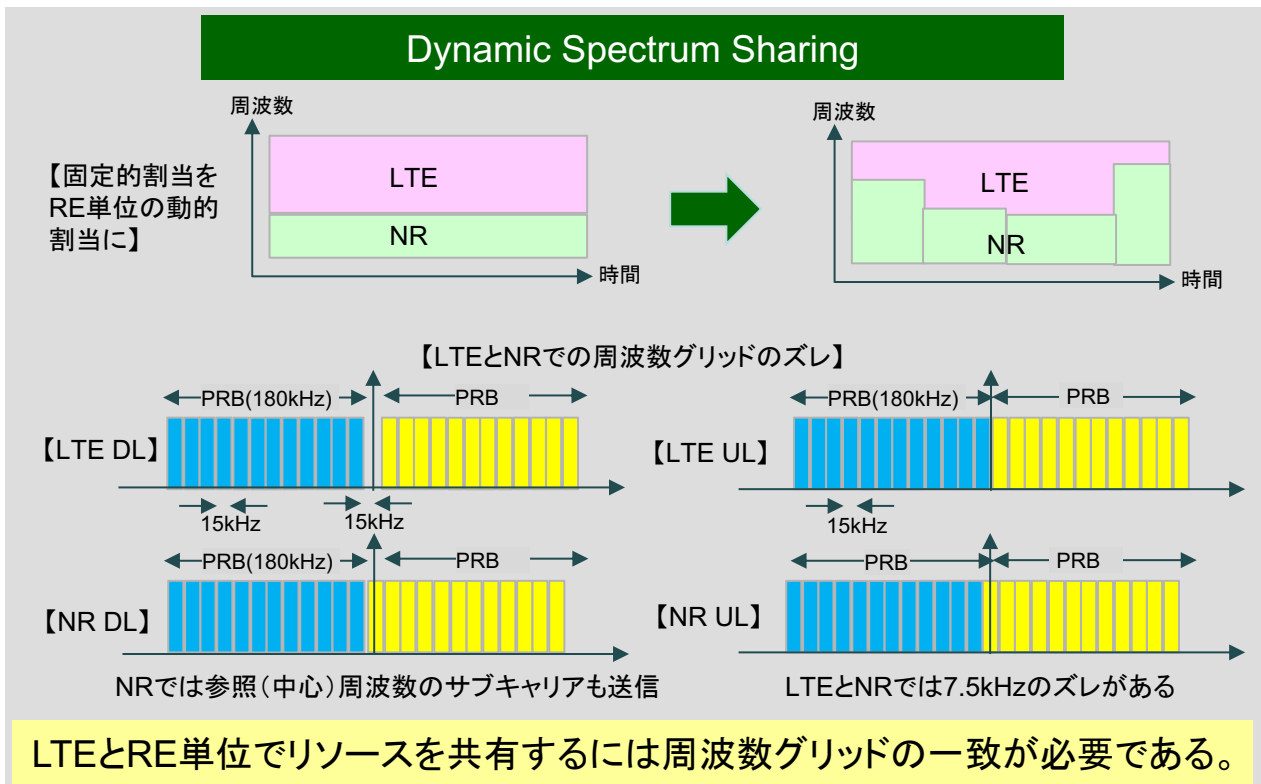 Dynamic Spectrum Sharing
周波数
【固定的割当を
RE単位の動的
割当に】
LTE
NR
時間
周波数
LTE
NR
時間
【LTEとNRでの周波数グリッドのズレ】
PRB(180kHz)
PRB
【LTE DL】
15kHz
15kHz
PRB(180kHz)
PRB
【LTE UL】
15kHz
PRB(180kHz)
PRB
【NR DL】
NRでは参照（中心）周波数のサブキャリアも送信
PRB
PRB
【NR UL】
LTEとNRでは7.5kHzのズレがある
LTEとRE単位でリソースを共有するには周波数グリッドの一致が必要である。